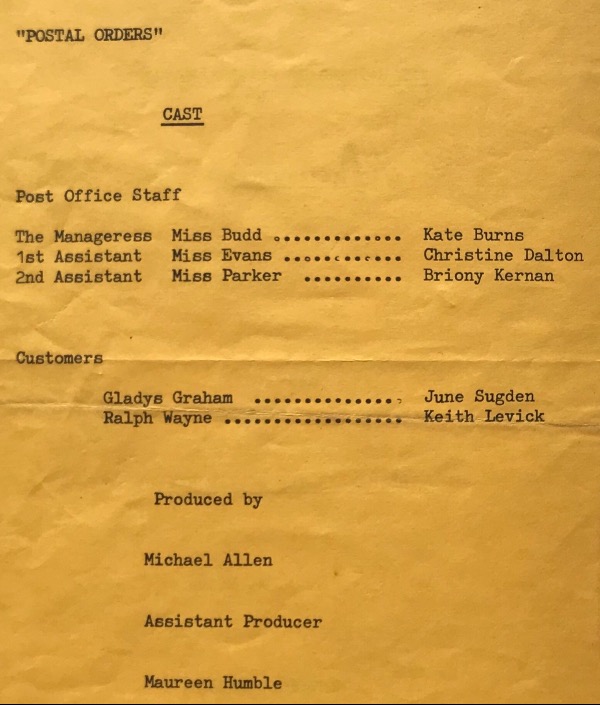 "POSTAL ORDERS"
CAST
Post Office Staff
The Manageress Miss Budd ............. Kate Burns
1st Assistant Miss Evans ............ Christine Dalton
2nd Assistant Miss Parker .......... Briony Kernan
Customers
Gladys Graham ............... June Sugden
Ralph Wayne .................. Keith Levick
Produced by
Michael Allen
Assistant Producer
Maureen Humble